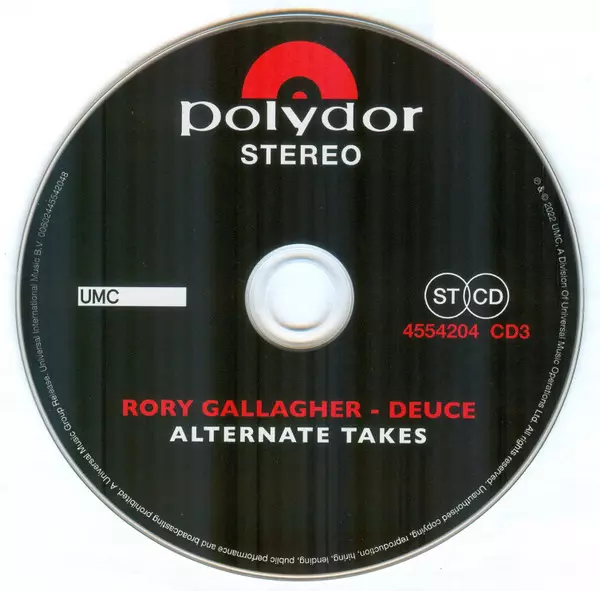 polydor
STEREO
UMC
ST CD
4554204 CD3
RORY GALLAGHER - DEUCE
ALTERNATE TAKES
℗ & © 2022 UMC, A Division Of Universal Music Operations Ltd. All rights reserved. Unauthorised copying, reproduction, hiring, lending, public performance and broadcasting prohibited. A Universal Music Group Release. Universal International Music B.V. 00602445542048